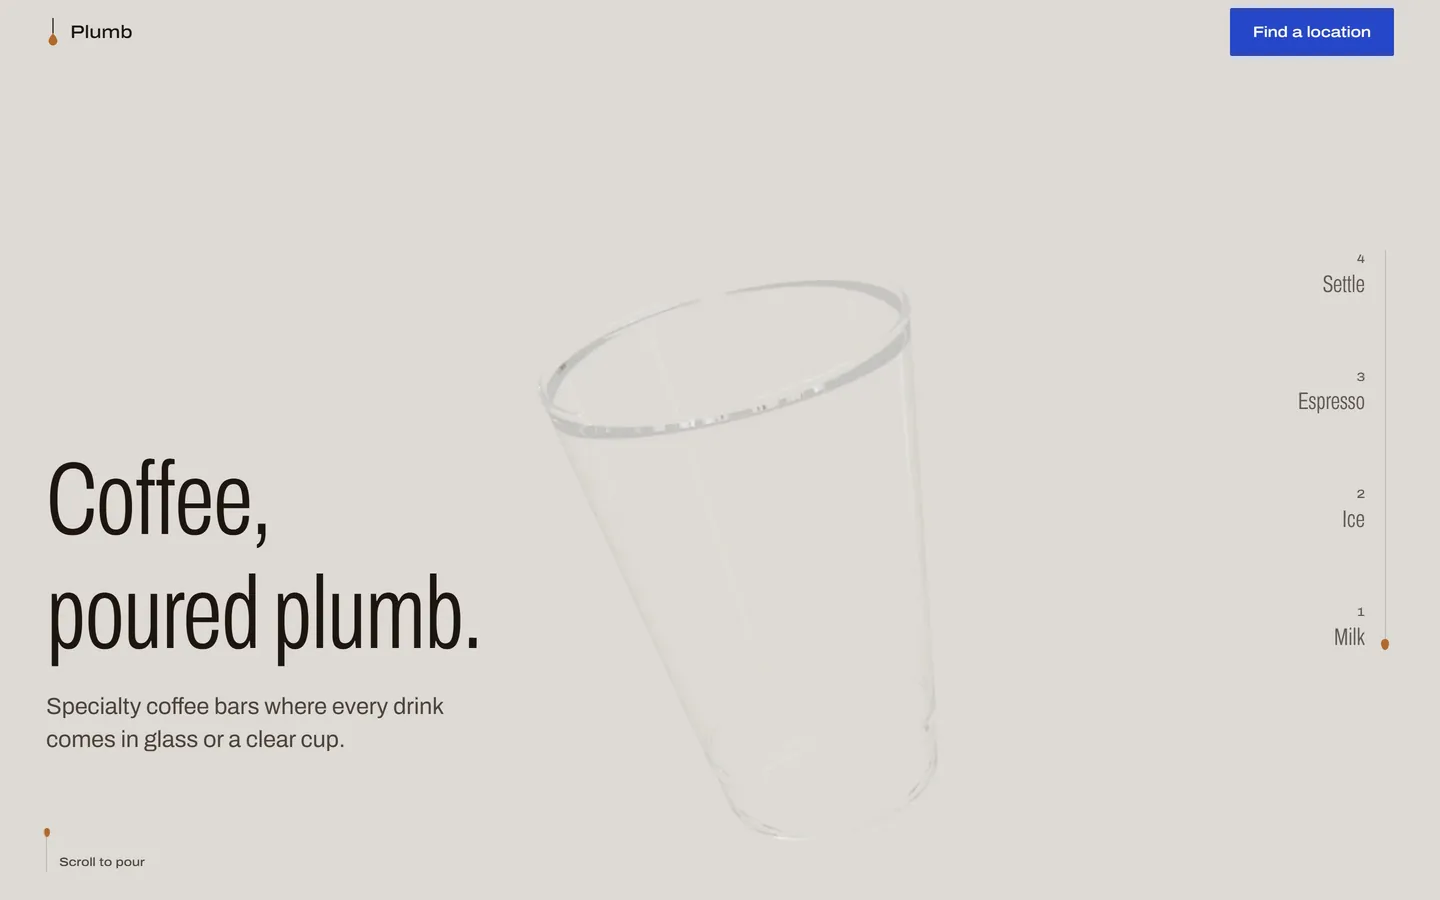 Plumb
Find a location
4
Settle
3
Espresso
2
Ice
1
Milk
Coffee,
poured plumb.
Specialty coffee bars where every drink
comes in glass or a clear cup.
Scroll to pour